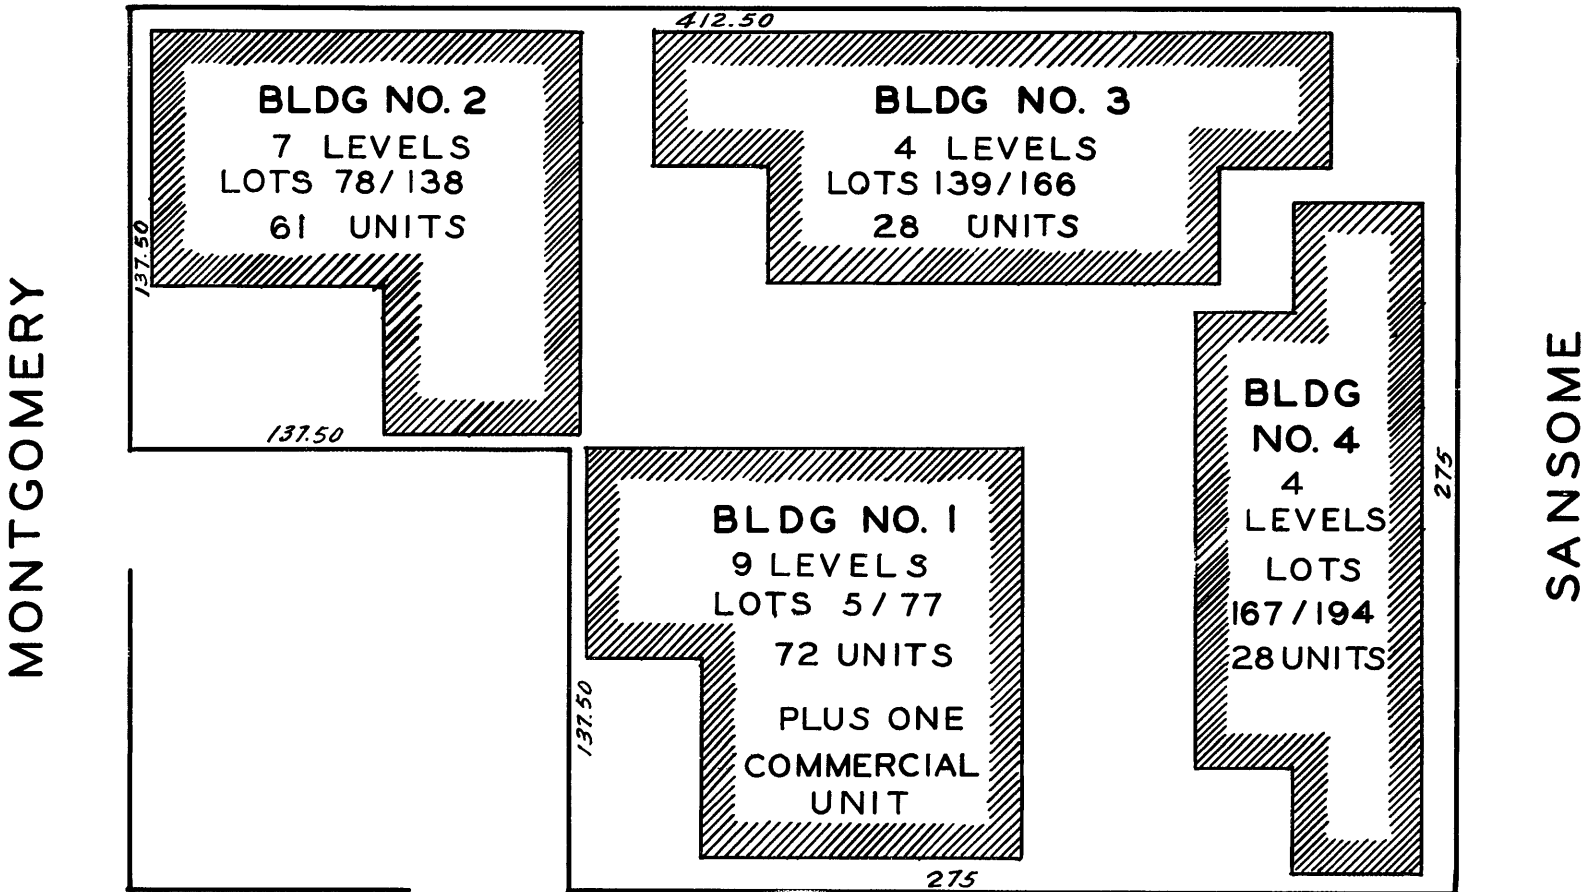 412.50
BLDG NO. 2
7 LEVELS
LOTS 78/138
61 UNITS
137.50
137.50
BLDG NO. 3
4 LEVELS
LOTS 139/166
28 UNITS
MONTGOMERY
BLDG NO. 1
9 LEVELS
LOTS 5/77
72 UNITS
PLUS ONE
COMMERCIAL
UNIT
137.50
275
BLDG
NO. 4
4
LEVELS
LOTS
167/194
28 UNITS
275
SANSOME